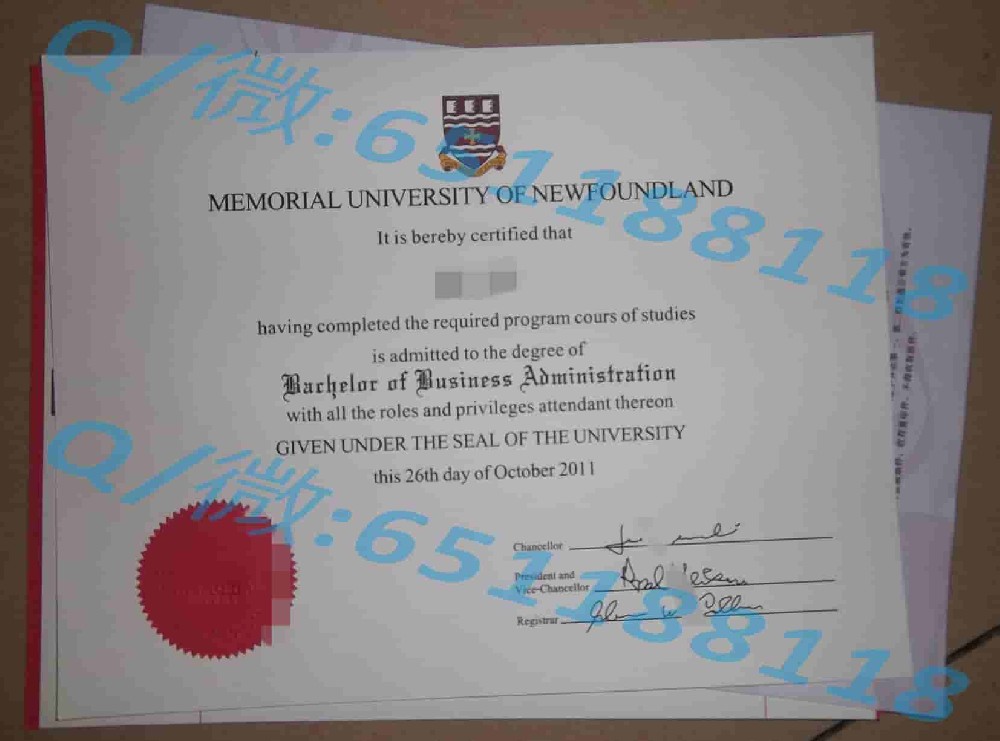 Q/微:651188118
MEMORIAL UNIVERSITY OF NEWFOUNDLAND
It is bereby certified that
having completed the required program cours of studies
is admitted to the degree of
Bachelor of Business Administration
with all the roles and privileges attendant thereon
GIVEN UNDER THE SEAL OF THE UNIVERSITY
this 26th day of October 2011
Q/微:651188118
Chancellor
President and
Vice-Chancellor
Registrar